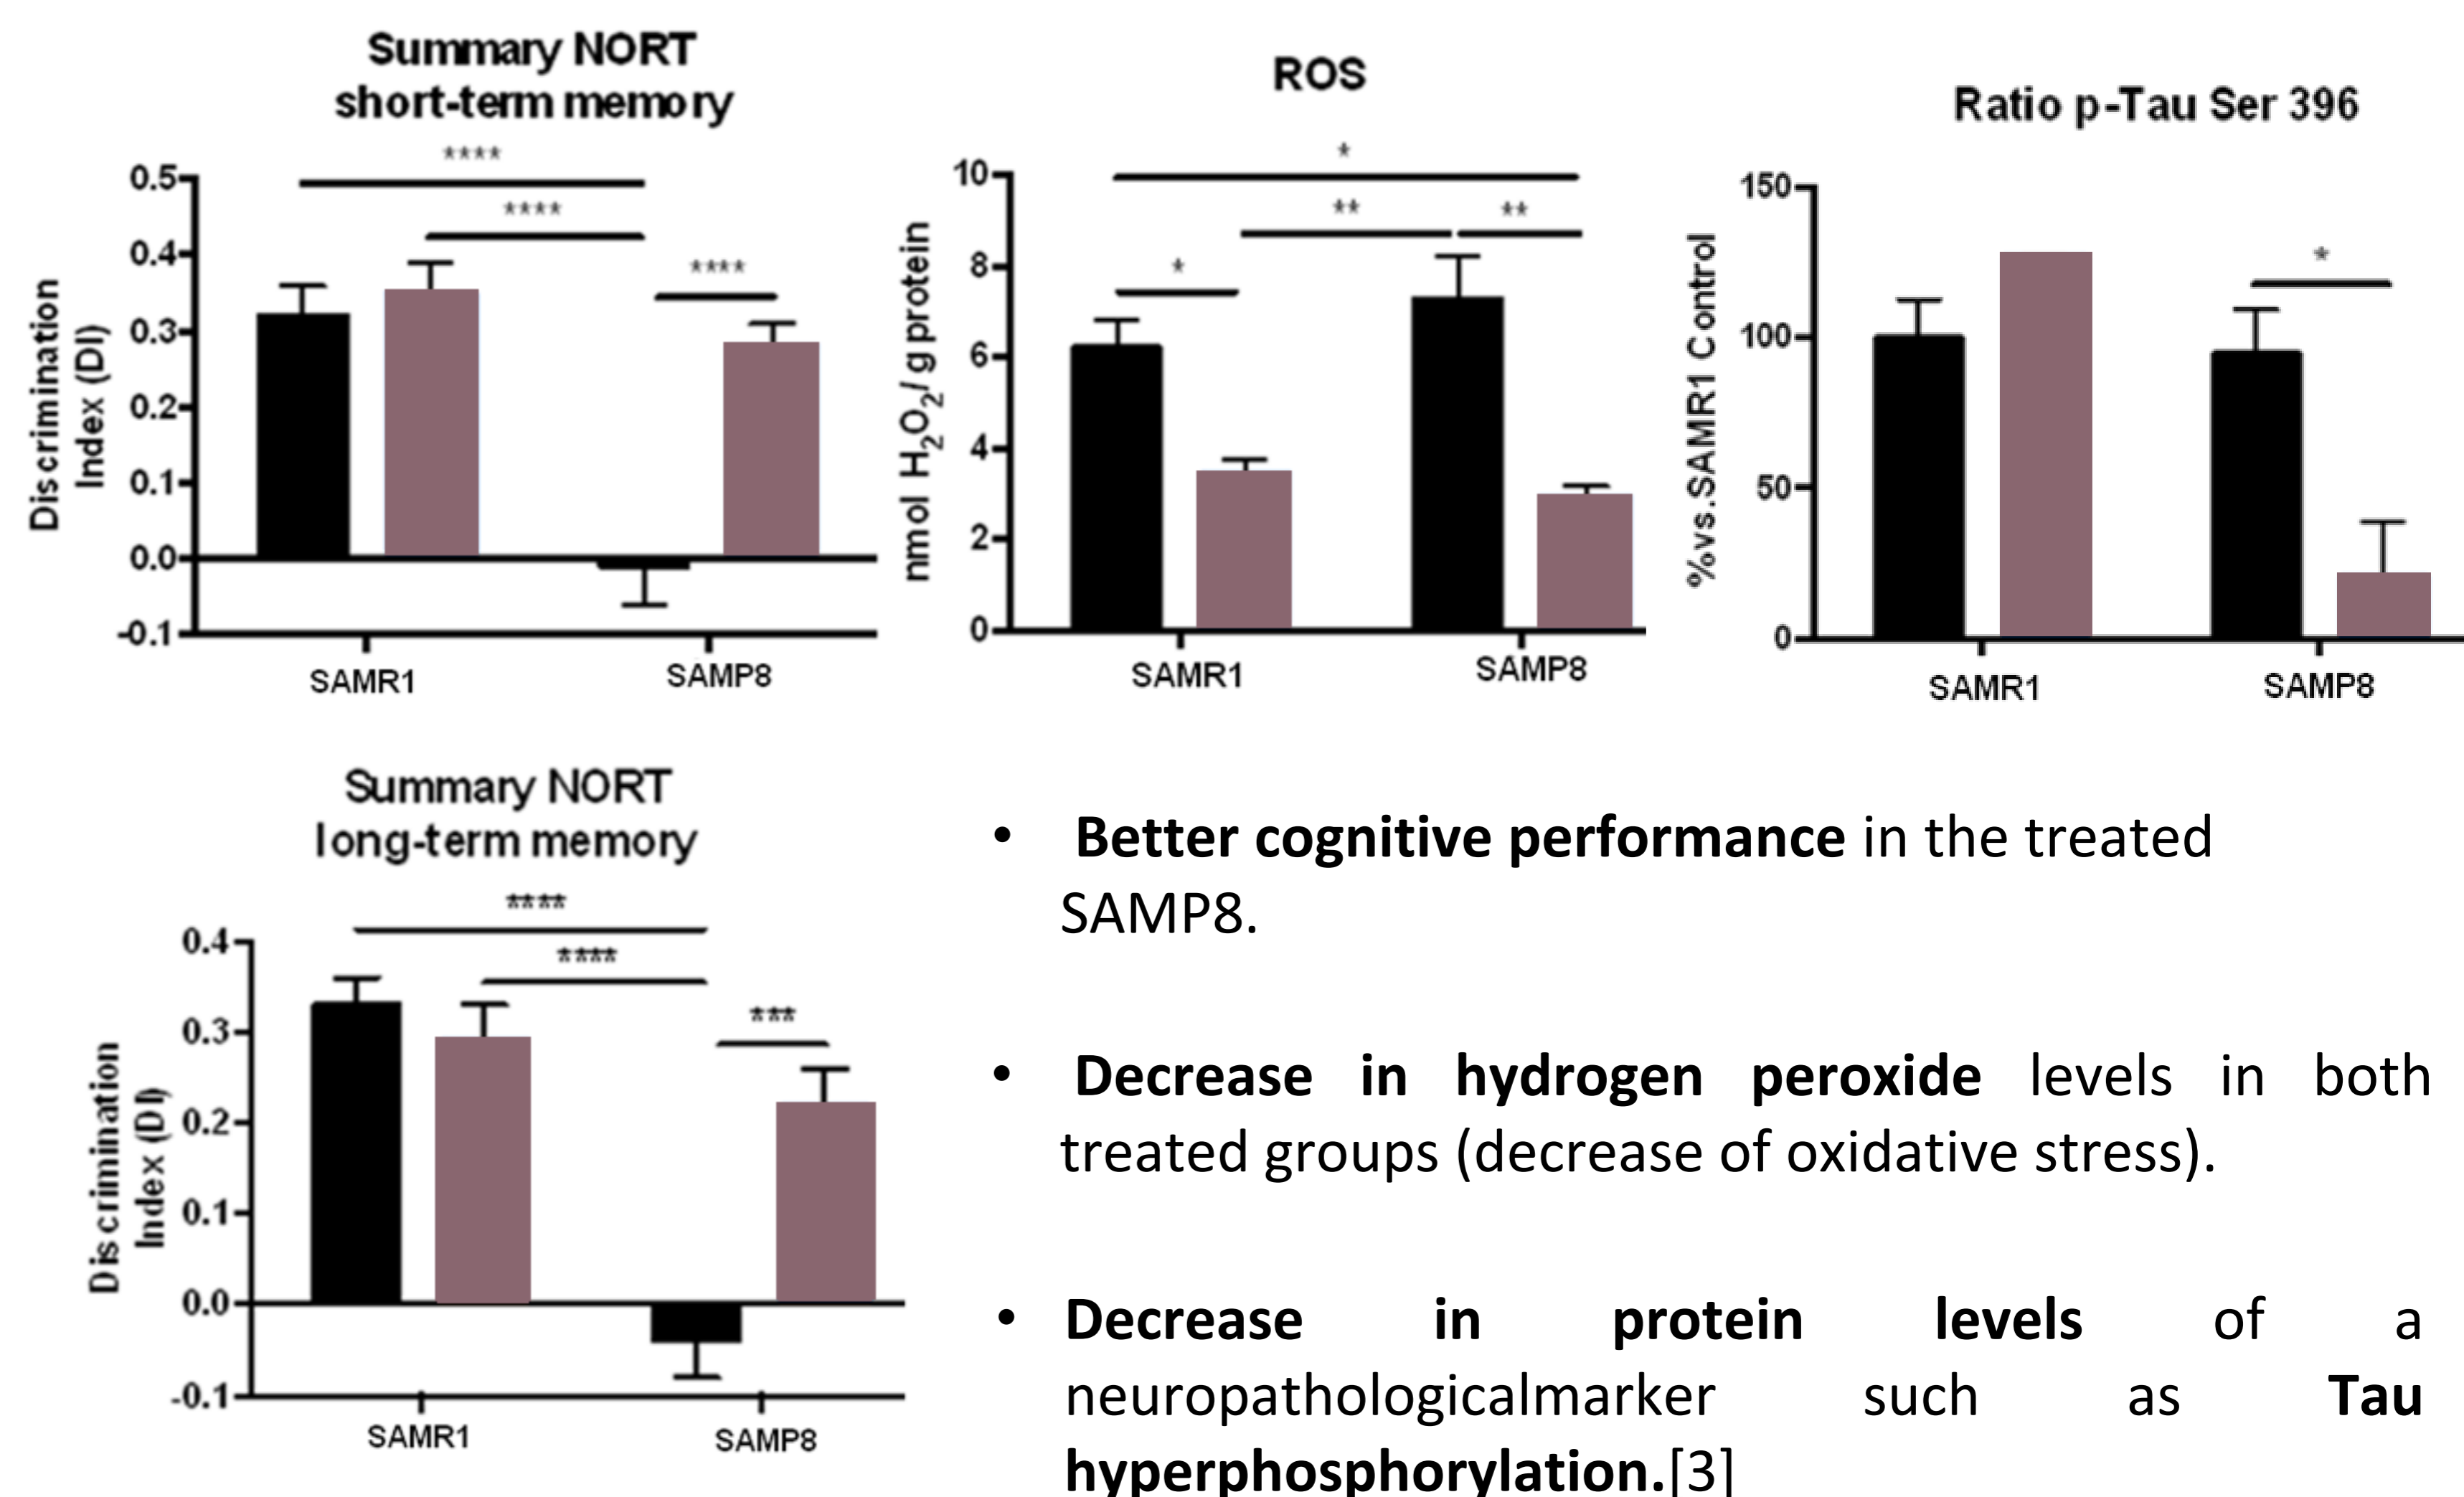 Summary NORT
short-term memory
****
****
****
0.5
0.4
0.3
0.2
0.1
0.0
-0.1
Discrimination
Index (DI)
SAMR1
SAMP8
ROS
*
**
**
*
10
8
6
4
2
0
nmol H2O2/ g protein
SAMR1
SAMP8
Ratio p-Tau Ser 396
*
150
100
50
0
%vs.SAMR1 Control
SAMR1
SAMP8
Summary NORT
long-term memory
****
****
***
0.4
0.3
0.2
0.1
0.0
-0.1
Discrimination
Index (DI)
SAMR1
SAMP8
• Better cognitive performance in the treated
SAMP8.
• Decrease in hydrogen peroxide levels in both
treated groups (decrease of oxidative stress).
• Decrease in protein levels of a
neuropathologicalmarker such as Tau
hyperphosphorylation.[3]